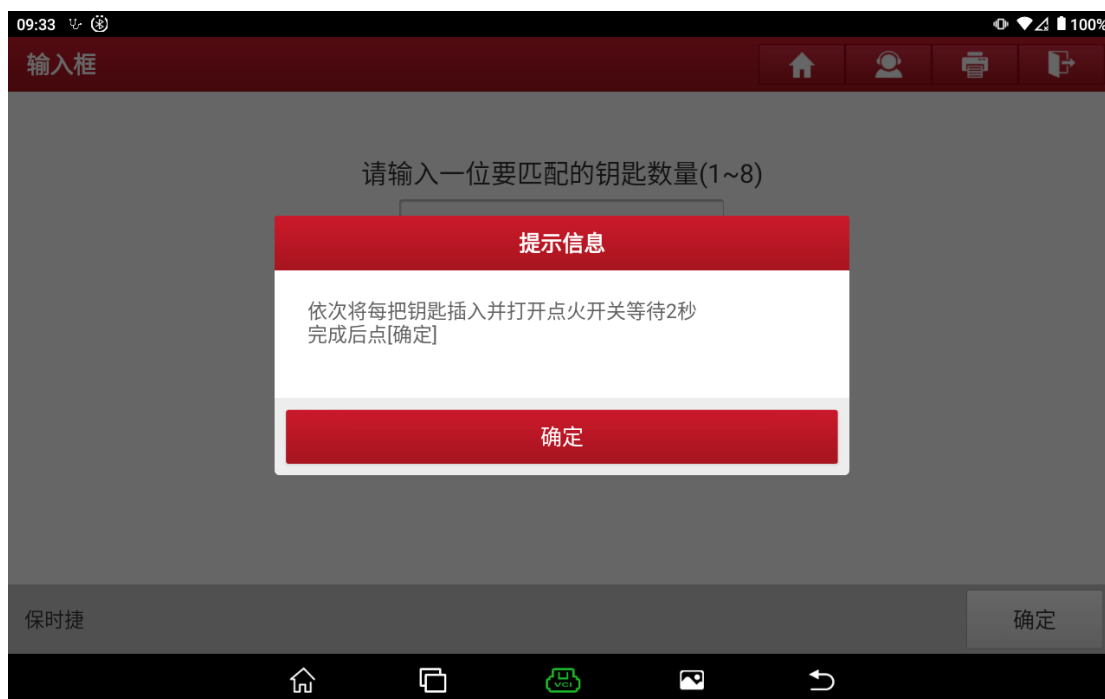 09:33
100%
输入框
请输入一位要匹配的钥匙数量(1~8)
提示信息
依次将每把钥匙插入并打开点火开关等待2秒
完成后点[确定]
确定
保时捷
确定
VCI